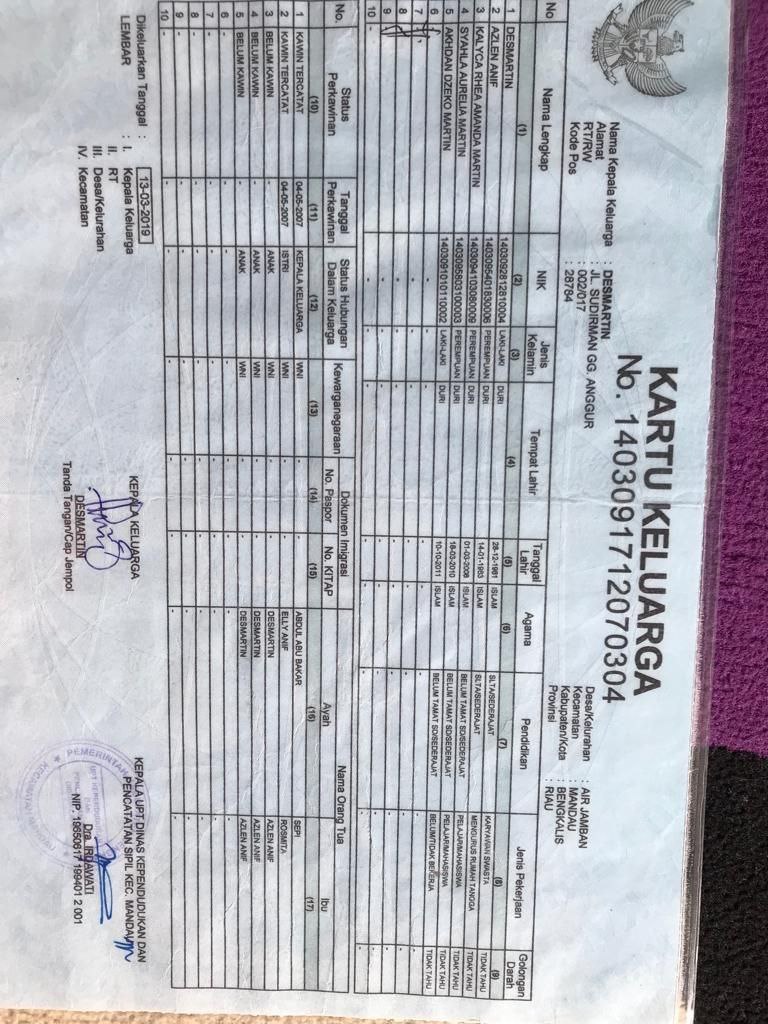 KARTU KELUARGA
No. 1403091712070304
Nama Kepala Keluarga : DESMARTIN
Alamat : JL. SUDIRMAN GG. ANGGUR
RT/RW : 002/017
Kode Pos : 28784
Desa/Kelurahan : AIR JAMBAN
Kecamatan : MANDAU
Kabupaten/Kota : BENGKALIS
Provinsi : RIAU
No Nama Lengkap NIK Jenis Kelamin Tempat Lahir Tanggal Lahir Agama Pendidikan Jenis Pekerjaan Golongan Darah
(1) (2) (3) (4) (5) (6) (7) (8) (9)
1 DESMARTIN 1403092812810004 LAKI-LAKI DURI 28-12-1981 ISLAM SLTA/SEDERAJAT KARYAWAN SWASTA TIDAK TAHU
2 AZLEN ANIF 1403095401830006 PEREMPUAN DURI 14-01-1983 ISLAM SLTA/SEDERAJAT MENGURUS RUMAH TANGGA TIDAK TAHU
3 KALYCA RHEA AMANDA MARTIN 1403094103080009 PEREMPUAN DURI 01-03-2008 ISLAM BELUM TAMAT SD/SEDERAJAT PELAJAR/MAHASISWA TIDAK TAHU
4 SYAHLA AURELIA MARTIN 1403095803100003 PEREMPUAN DURI 18-03-2010 ISLAM BELUM TAMAT SD/SEDERAJAT PELAJAR/MAHASISWA TIDAK TAHU
5 AKHDAN DZEKO MARTIN 1403091010110002 LAKI-LAKI DURI 10-10-2011 ISLAM BELUM TAMAT SD/SEDERAJAT BELUM/TIDAK BEKERJA TIDAK TAHU
6 -
7 - -
8 -
9 -
10 - -
No. Status Perkawinan Tanggal Perkawinan Status Hubungan Dalam Keluarga Kewarganegaraan Dokumen Imigrasi Nama Orang Tua
No. Paspor No. KITAP Ayah Ibu
(10) (11) (12) (13) (14) (15) (16) (17)
1 KAWIN TERCATAT 04-05-2007 KEPALA KELUARGA WNI - - ABDUL ABU BAKAR SEPI
2 KAWIN TERCATAT 04-05-2007 ISTRI WNI - - ELLY ANIF ROSMITA
3 BELUM KAWIN ANAK WNI - - DESMARTIN AZLEN ANIF
4 BELUM KAWIN ANAK WNI - - DESMARTIN AZLEN ANIF
5 BELUM KAWIN ANAK WNI - - DESMARTIN AZLEN ANIF
6 - - - - - - - -
7 - - - - - - - -
8 - - - - - - - -
9 - - - - - - - -
10 - - - - - - - -
Dikeluarkan Tanggal : 13-03-2019
LEMBAR : I. Kepala Keluarga
II. RT
III. Desa/Kelurahan
IV. Kecamatan
KEPALA KELUARGA
DESMARTIN
Tanda Tangan/Cap Jempol
KEPALA UPT DINAS KEPENDUDUKAN DAN
PENCATATAN SIPIL KEC. MANDAU
Dra. IRDAWATI
NIP. 19650617 199401 2 001
KECAMATAN MANDAU